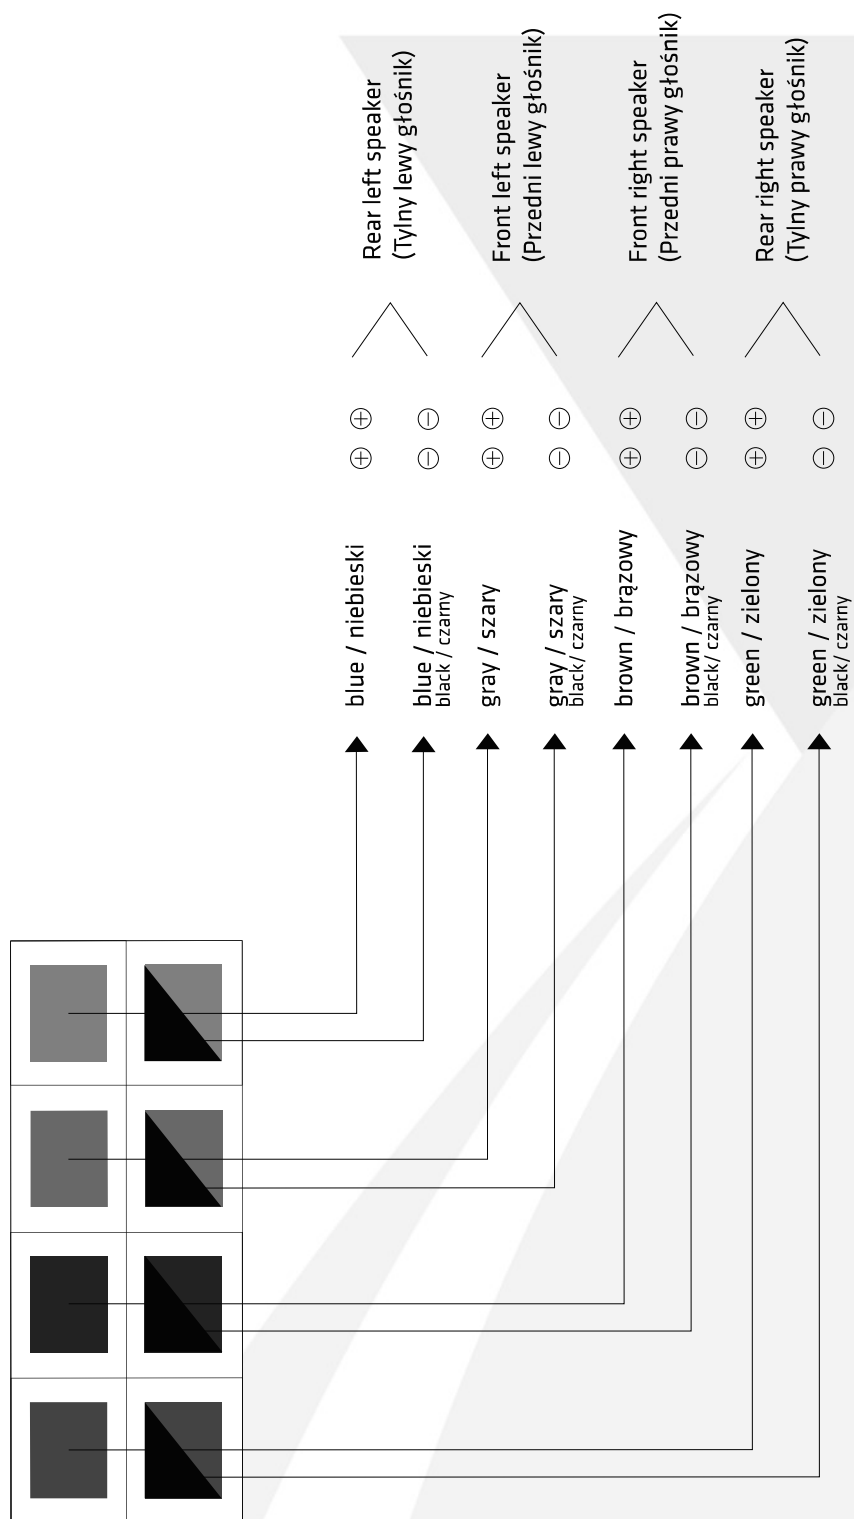 Rear left speaker
(Tylny lewy głośnik)
Front left speaker
(Przedni lewy głośnik)
Front right speaker
(Przedni prawy głośnik)
Rear right speaker
(Tylny prawy głośnik)
+ +
- -
+ +
- -
+ +
- -
+ +
- -
blue / niebieski
blue / niebieski
black / czarny
gray / szary
gray / szary
black/ czarny
brown / brązowy
brown / brązowy
black/ czarny
green / zielony
green / zielony
black/ czarny